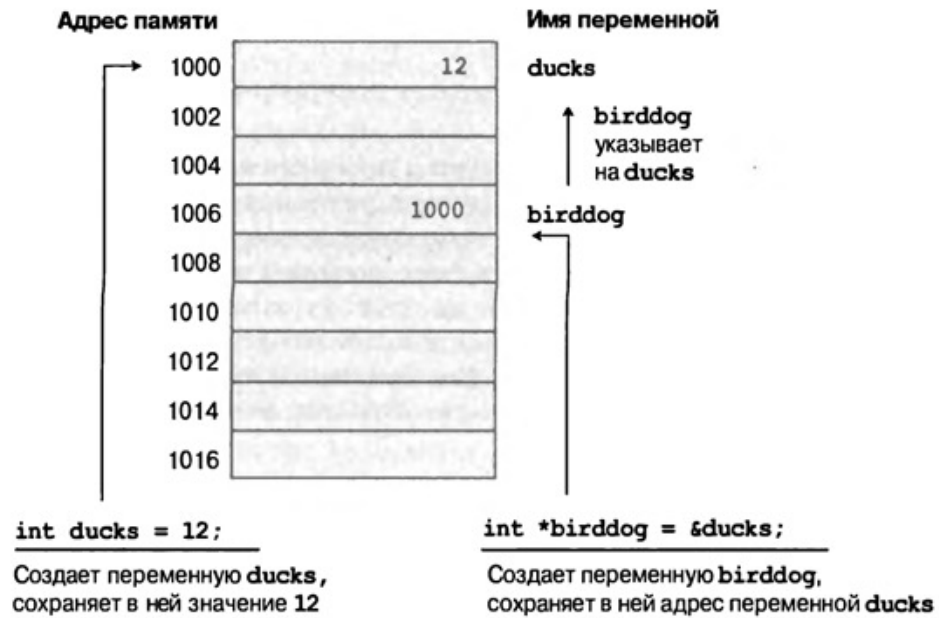 Адрес памяти
Имя переменной
1000
12
ducks
1002
birddog
указывает
1004
на ducks
1006
1000
birddog
1008
1010
1012
1014
1016
int ducks = 12;
Создает переменную ducks,
сохраняет в ней значение 12
int *birddog = &ducks;
Создает переменную birddog,
сохраняет в ней адрес переменной ducks